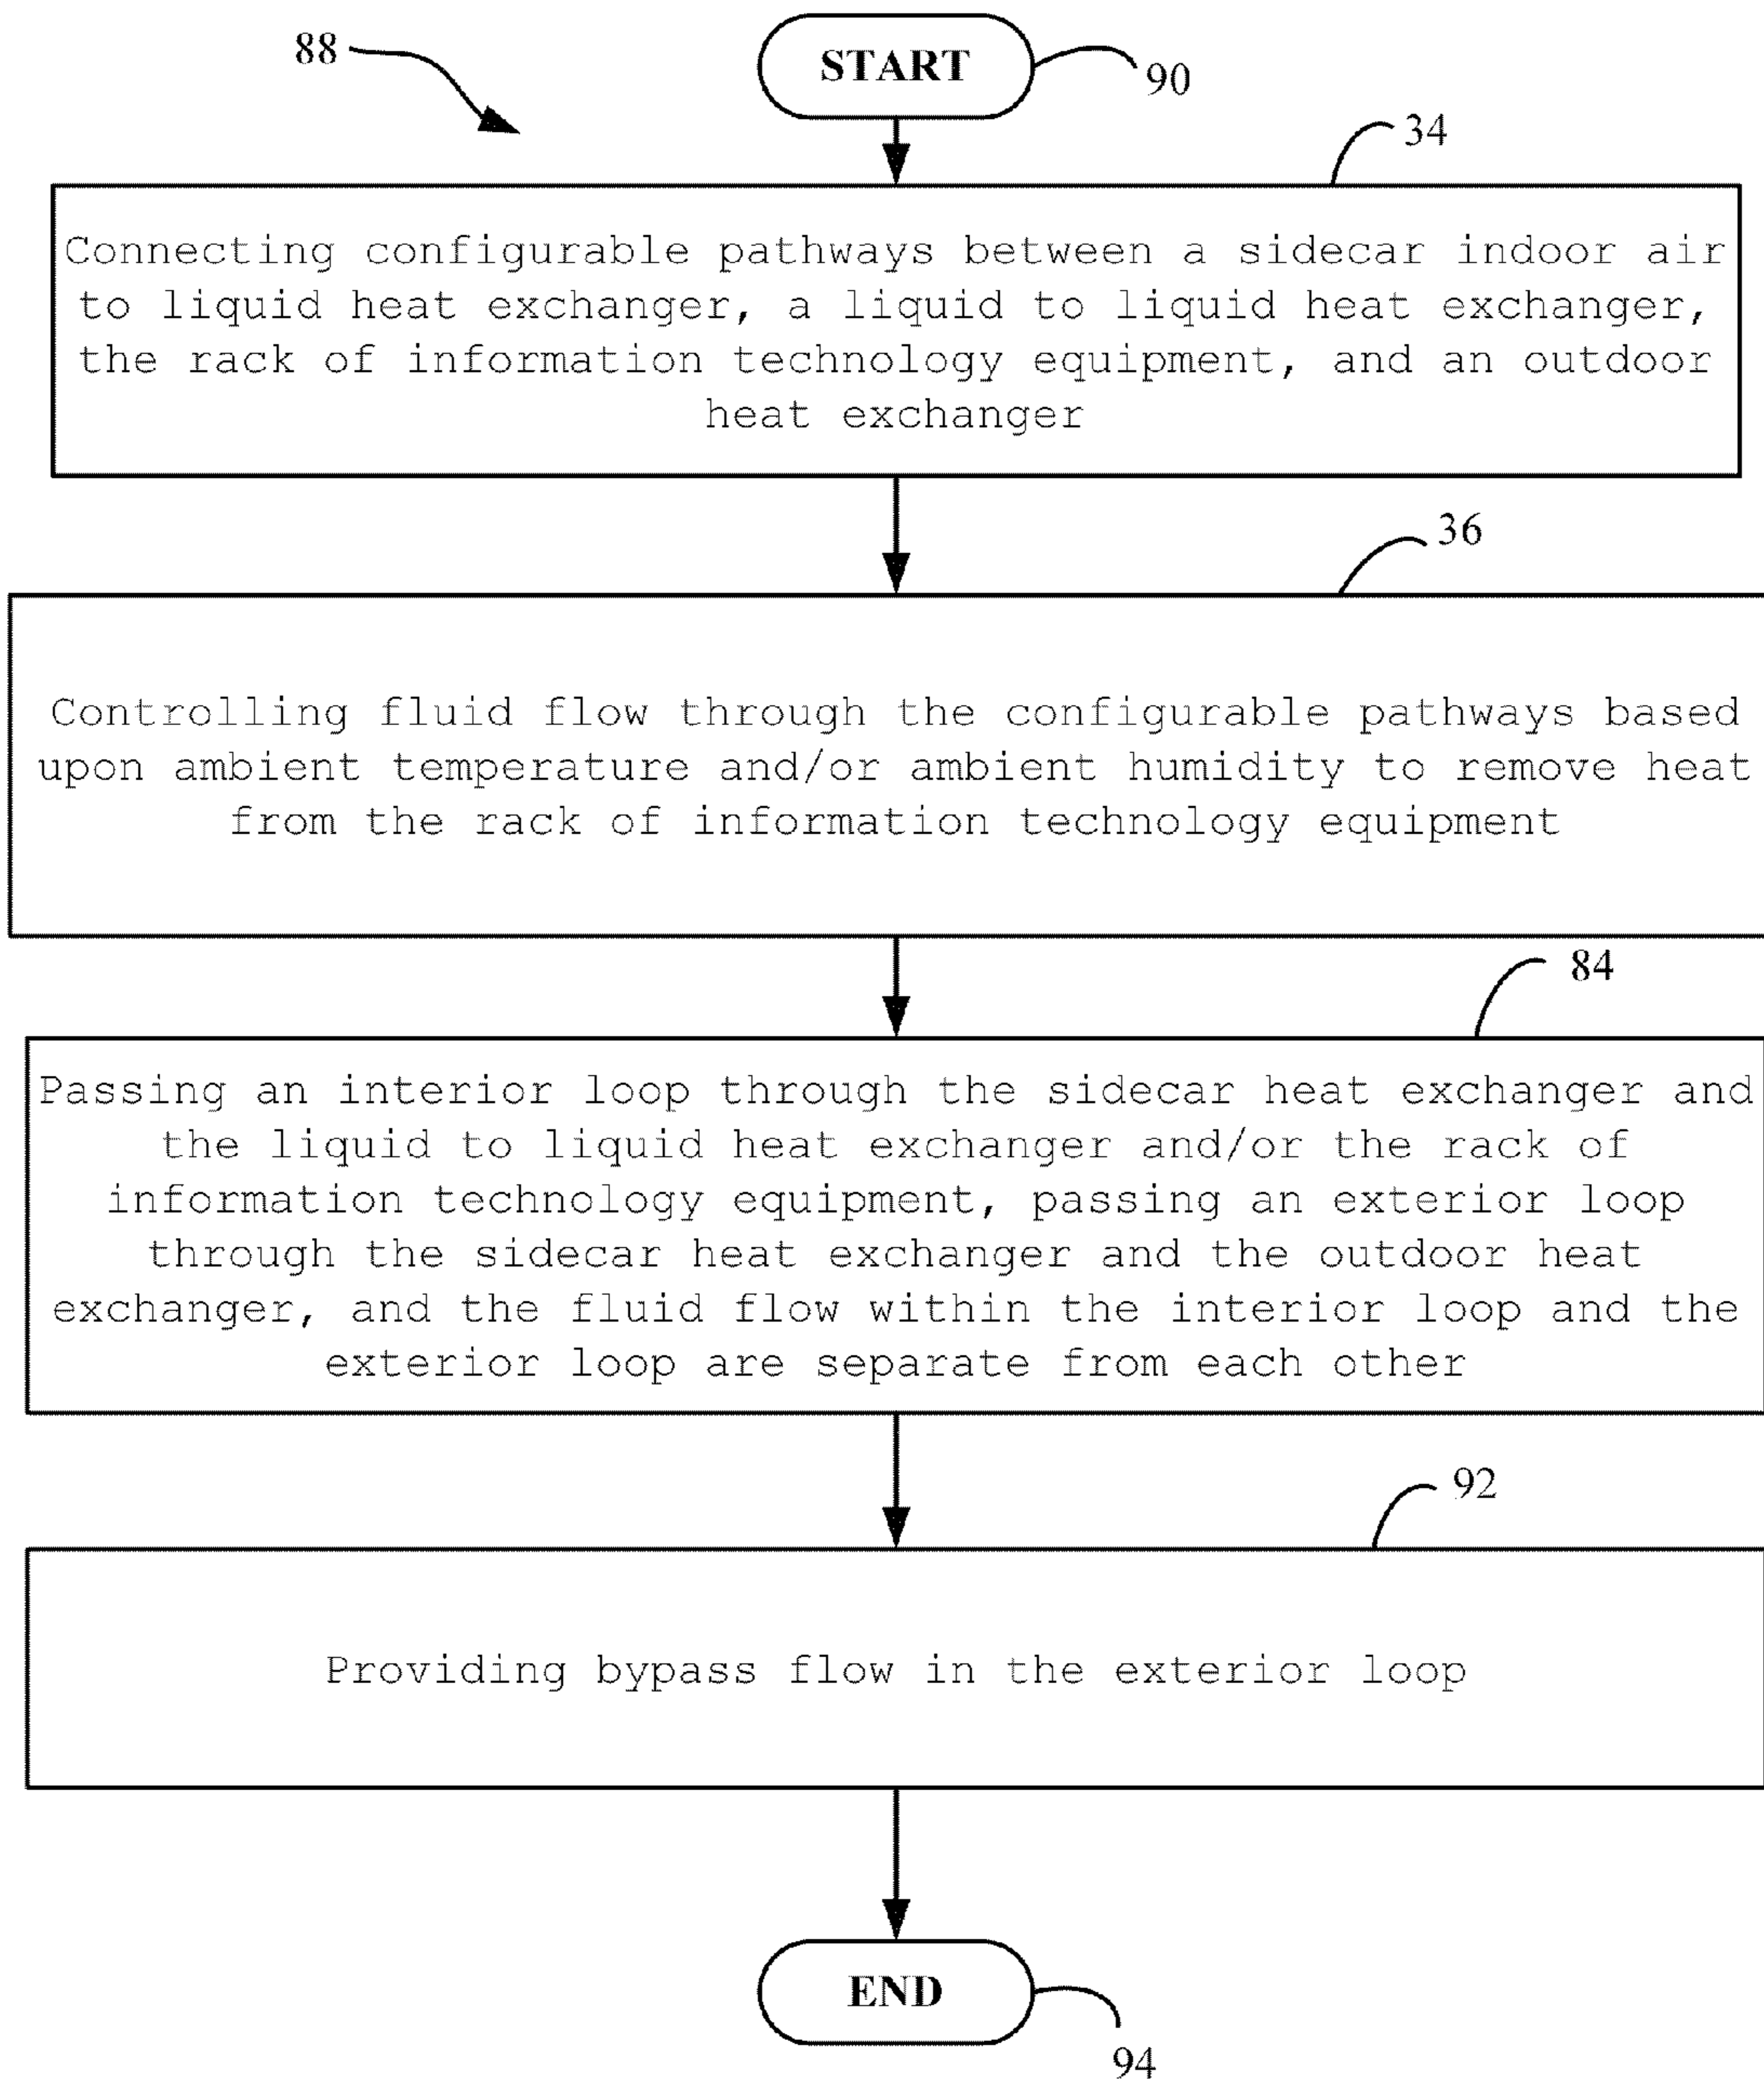 88
START
90
34
Connecting configurable pathways between a sidecar indoor air
to liquid heat exchanger, a liquid to liquid heat exchanger,
the rack of information technology equipment, and an outdoor
heat exchanger
36
Controlling fluid flow through the configurable pathways based
upon ambient temperature and/or ambient humidity to remove heat
from the rack of information technology equipment
84
Passing an interior loop through the sidecar heat exchanger and
the liquid to liquid heat exchanger and/or the rack of
information technology equipment, passing an exterior loop
through the sidecar heat exchanger and the outdoor heat
exchanger, and the fluid flow within the interior loop and the
exterior loop are separate from each other
92
Providing bypass flow in the exterior loop
END
94